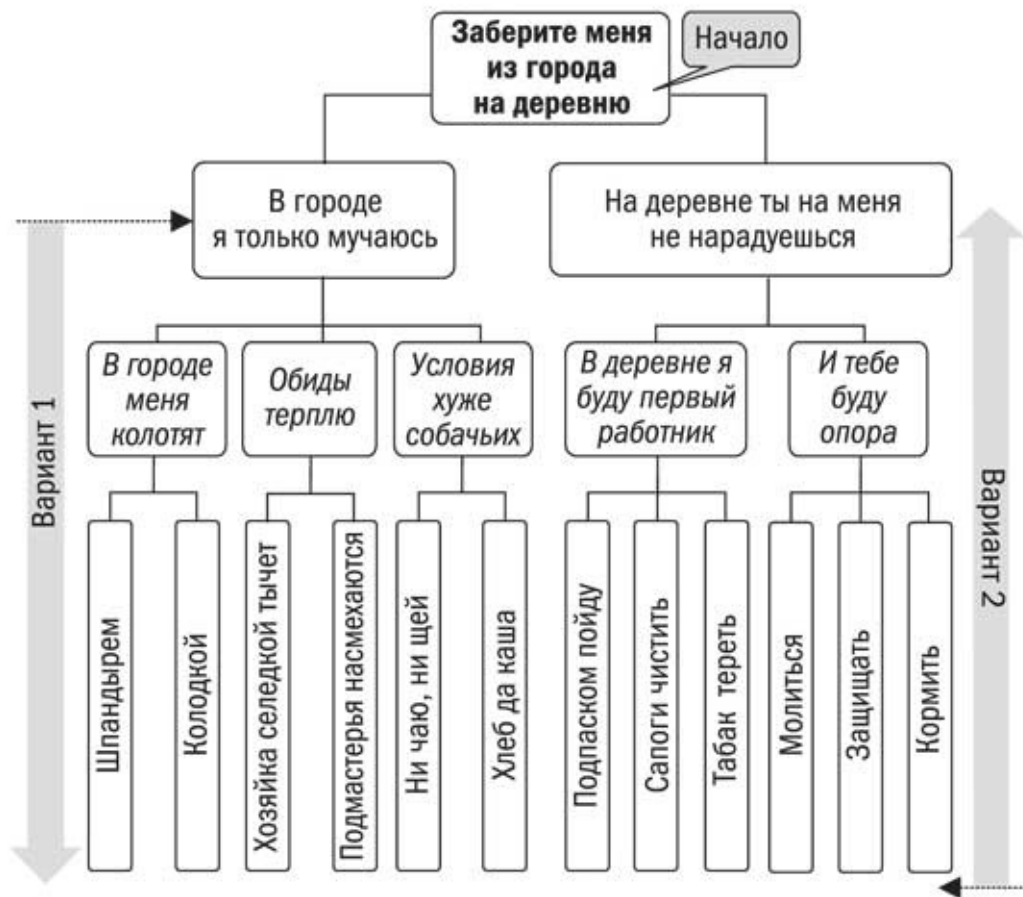 Заберите меня
из города
на деревню
Начало
В городе
я только мучаюсь
На деревне ты на меня
не нарадуешься
В городе
меня
колотят
Обиды
терплю
Условия
хуже
собачьих
В деревне я
буду первый
работник
И тебе
буду
опора
Вариант 1
Шпандырем
Колодкой
Хозяйка селедкой тычет
Подмастерья насмехаются
Ни чаю, ни щей
Хлеб да каша
Подпаском пойду
Сапоги чистить
Табак тереть
Молиться
Защищать
Кормить
Вариант 2